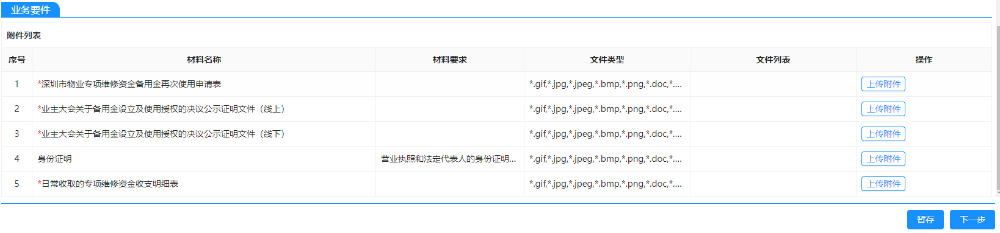 业务要件
附件列表
序号 材料名称 材料要求 文件类型 文件列表 操作
1 *深圳市物业专项维修资金备用金再次使用申请表 *.gif,*.jpg,*.jpeg,*.bmp,*.png,*.doc,*.... 上传附件
2 *业主大会关于备用金设立及使用授权的决议公示证明文件（线上） *.gif,*.jpg,*.jpeg,*.bmp,*.png,*.doc,*.... 上传附件
3 *业主大会关于备用金设立及使用授权的决议公示证明文件（线下） *.gif,*.jpg,*.jpeg,*.bmp,*.png,*.doc,*.... 上传附件
4 身份证明 营业执照和法定代表人的身份证明... *.gif,*.jpg,*.jpeg,*.bmp,*.png,*.doc,*.... 上传附件
5 *日常收取的专项维修资金收支明细表 *.gif,*.jpg,*.jpeg,*.bmp,*.png,*.doc,*.... 上传附件
暂存 下一步